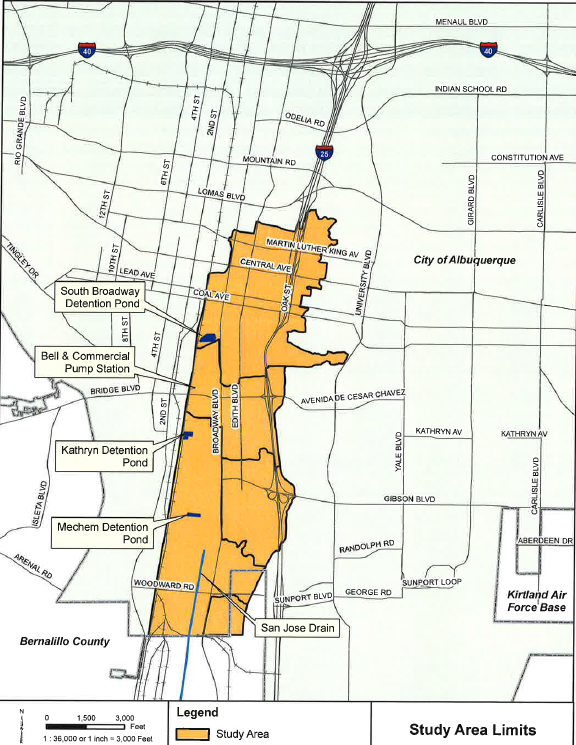 MENAUL BLVD
40
40
INDIAN SCHOOL RD
RIO GRANDE BLVD
4TH ST
2ND ST
ODELIA RD
25
MOUNTAIN RD
CONSTITUTION AVE
6TH ST
LOMAS BLVD
12TH ST
GIRARD BLVD
CARLISLE BLVD
MARTIN LUTHER KING AV
City of Albuquerque
TINGLEY DR
10TH ST
LEAD AVE
CENTRAL AVE
UNIVERSITY BLVD
COAL AVE
OAK ST
South Broadway
Detention Pond
8TH ST
4TH ST
Bell & Commercial
Pump Station
BRIDGE BLVD
2ND ST
BROADWAY BLVD
EDITH BLVD
AVENIDA DE CESAR CHAVEZ
Kathryn Detention
Pond
YALE BLVD
KATHRYN AV
KATHRYN AV
CARLISLE BLVD
ISLETA BLVD
GIBSON BLVD
Mechem Detention
Pond
ABERDEEN DR
RANDOLPH RD
ARENAL RD
WOODWARD RD
SUNPORT BLVD
GEORGE RD
SUNPORT LOOP
Kirtland Air
Force Base
San Jose Drain
Bernalillo County
N
0 1,500 3,000
Feet
1 : 36,000 or 1 inch = 3,000 Feet
Legend
Study Area
Study Area Limits